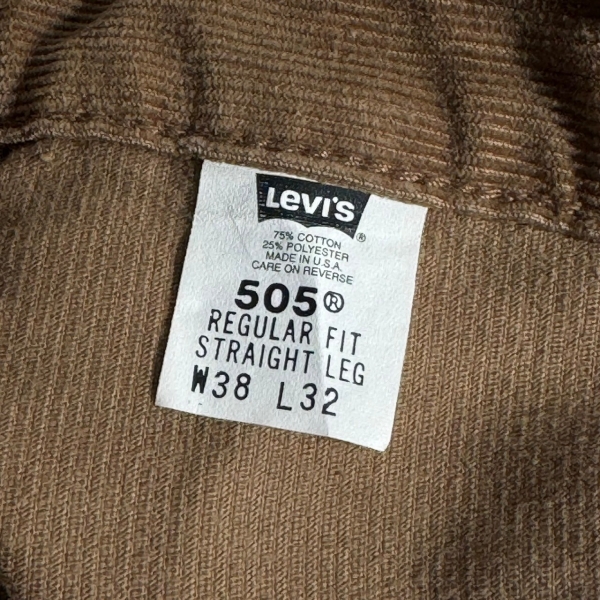 Levi's ®
75% COTTON
25% POLYESTER
MADE IN U.S.A.
CARE ON REVERSE
505®
REGULAR FIT
STRAIGHT LEG
W38 L32